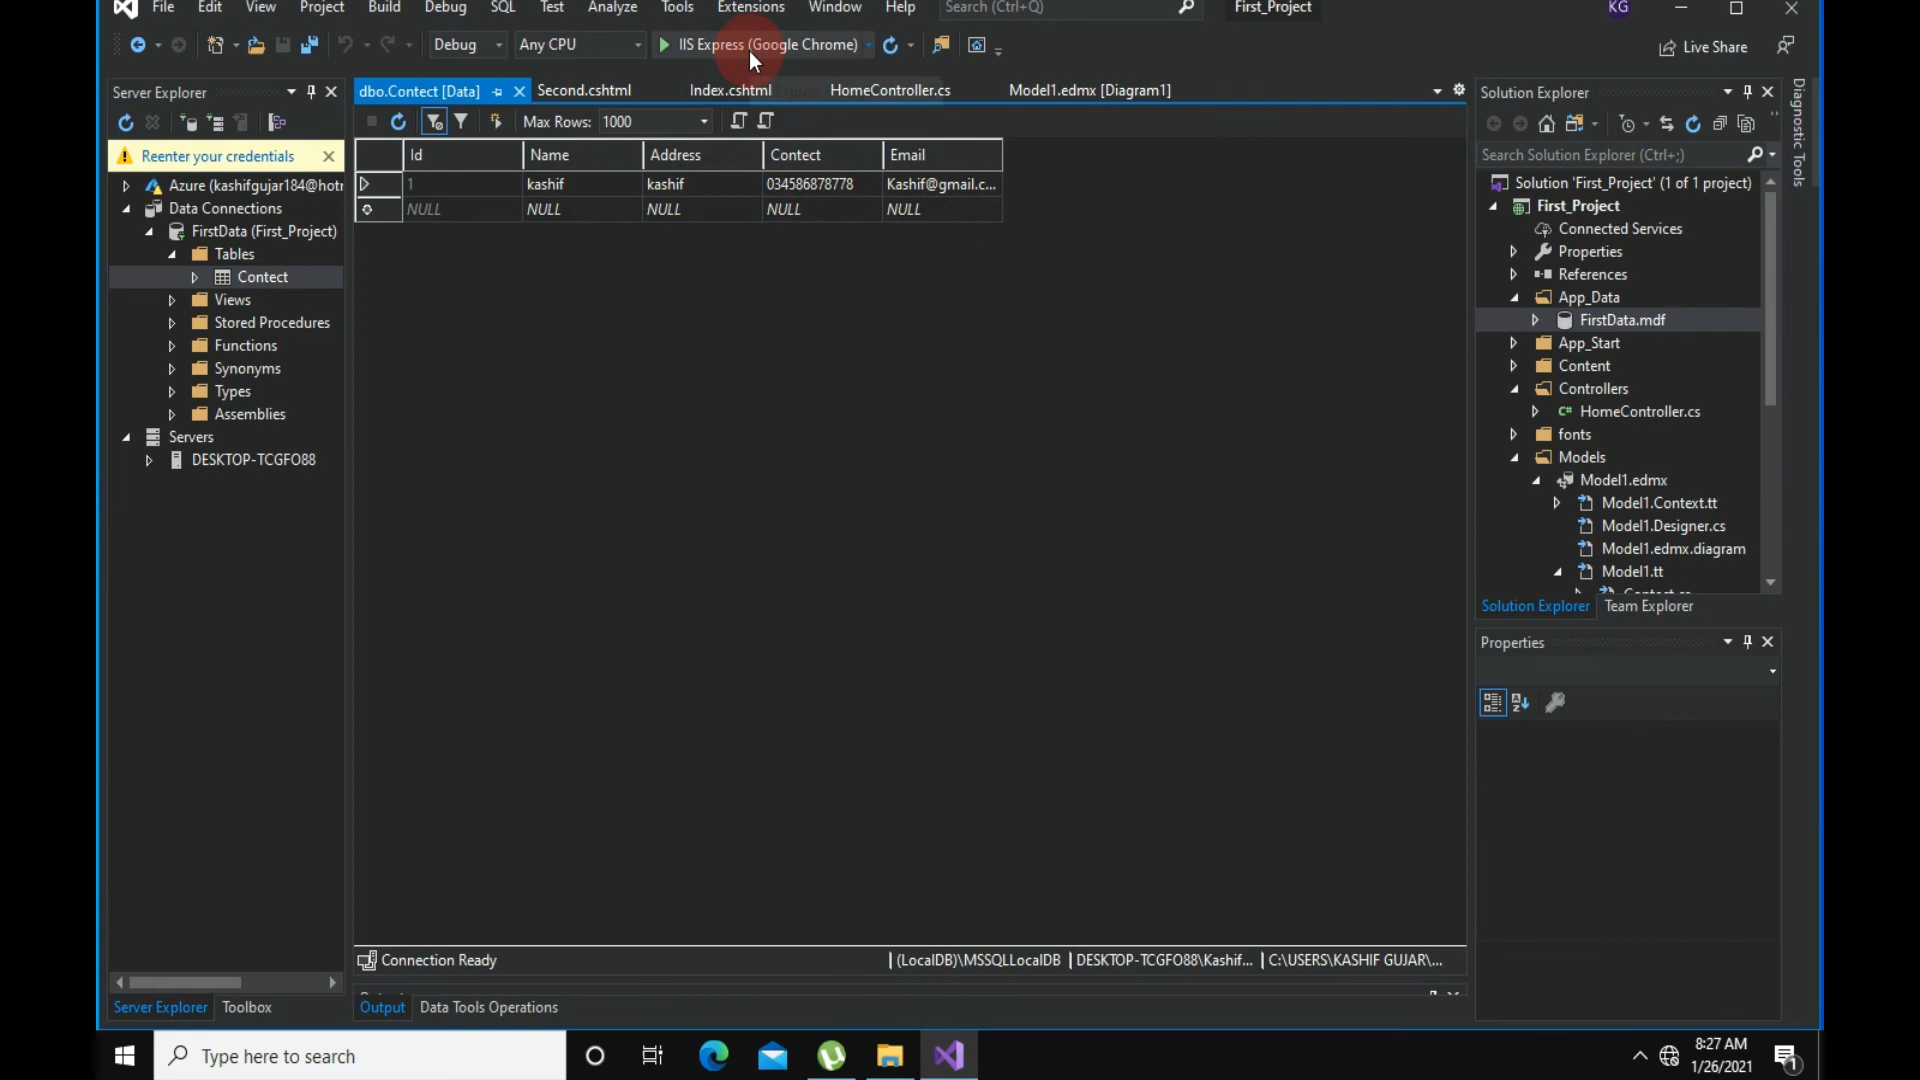 File Edit View Project Build Debug SQL Test Analyze Tools Extensions Window Help Search (Ctrl+Q) First_Project KG
Debug Any CPU IIS Express (Google Chrome) Live Share
Server Explorer
Reenter your credentials
Azure (kashifgujar184@hotr
Data Connections
FirstData (First_Project)
Tables
Contect
Views
Stored Procedures
Functions
Synonyms
Types
Assemblies
Servers
DESKTOP-TCGFO88
Server Explorer Toolbox
dbo.Contect [Data] Second.cshtml Index.cshtml HomeController.cs Model1.edmx [Diagram1]
Max Rows: 1000
Id Name Address Contect Email
1 kashif kashif 034586878778 Kashif@gmail.c...
NULL NULL NULL NULL NULL
Connection Ready (LocalDB)\MSSQLLocalDB DESKTOP-TCGFO88\Kashif... C:\USERS\KASHIF GUJAR\...
Output Data Tools Operations
Solution Explorer
Search Solution Explorer (Ctrl+;)
Solution 'First_Project' (1 of 1 project)
First_Project
Connected Services
Properties
References
App_Data
FirstData.mdf
App_Start
Content
Controllers
C# HomeController.cs
fonts
Models
Model1.edmx
Model1.Context.tt
Model1.Designer.cs
Model1.edmx.diagram
Model1.tt
Solution Explorer Team Explorer
Properties
Diagnostic Tools
Type here to search
8:27 AM
1/26/2021
1